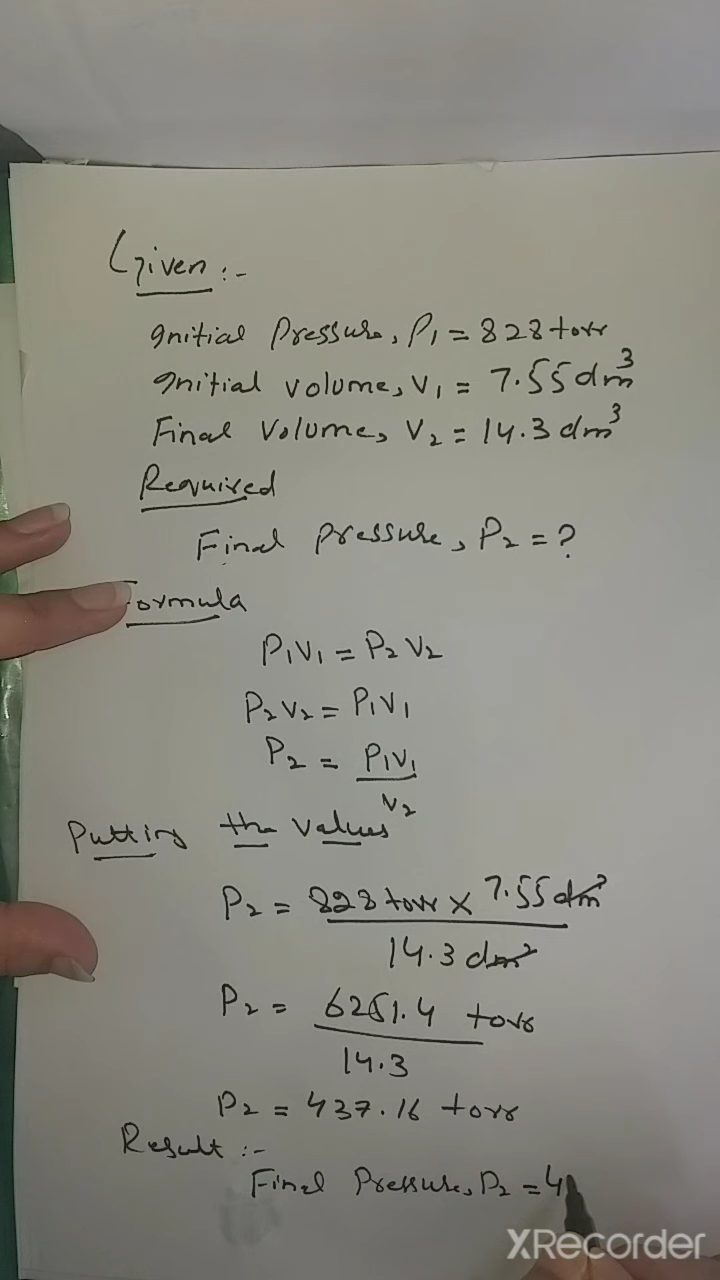 Given :-
Initial Pressure, P₁ = 828 torr
Initial volume, V₁ = 7.55 dm³
Final Volume, V₂ = 14.3 dm³
Required
Final pressure, P₂ = ?
Formula
P₁V₁ = P₂V₂
P₂V₂ = P₁V₁
P₂ = P₁V₁
V₂
Putting the values
P₂ = 828 torr × 7.55 dm³
14.3 dm³
P₂ = 6251.4 torr
14.3
P₂ = 437.16 torr
Result :-
Final Pressure, P₂ = 4
XRecorder